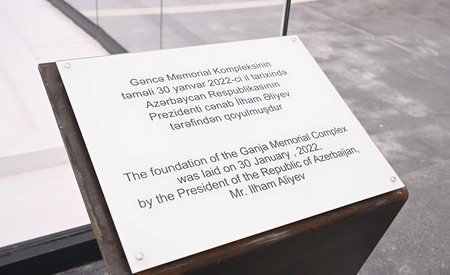 Gəncə Memorial Kompleksinin
təməli 30 yanvar 2022-ci il tarixində
Azərbaycan Respublikasının
Prezidenti cənab İlham Əliyev
tərəfindən qoyulmuşdur
The foundation of the Ganja Memorial Complex
was laid on 30 January , 2022,
by the President of the Republic of Azerbaijan,
Mr. Ilham Aliyev